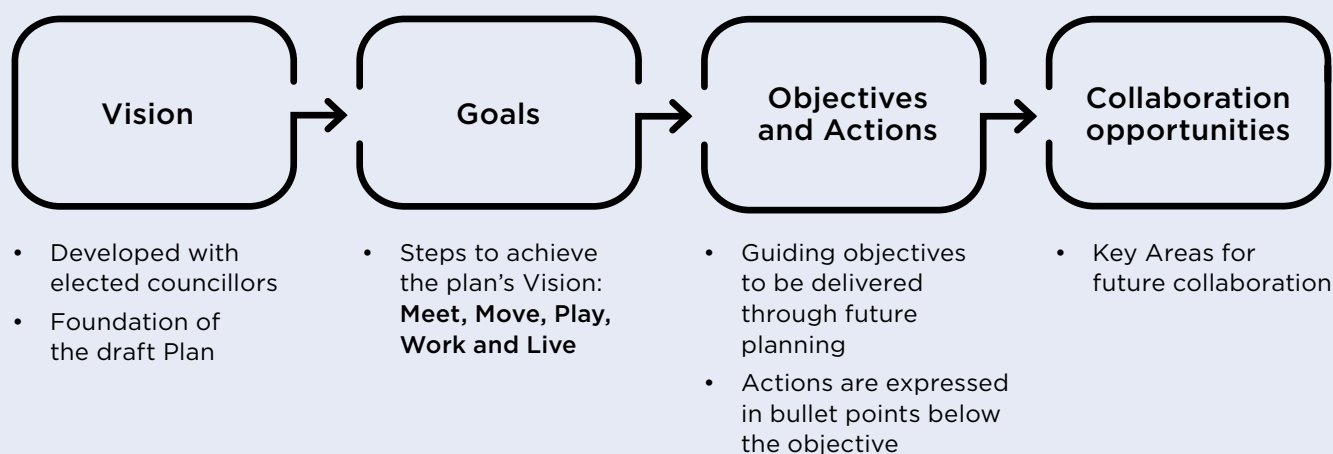 Vision
Goals
Objectives
and Actions
Collaboration
opportunities
• Developed with
elected councillors
• Foundation of
the draft Plan
• Steps to achieve
the plan’s Vision:
Meet, Move, Play,
Work and Live
• Guiding objectives
to be delivered
through future
planning
• Actions are expressed
in bullet points below
the objective
• Key Areas for
future collaboration